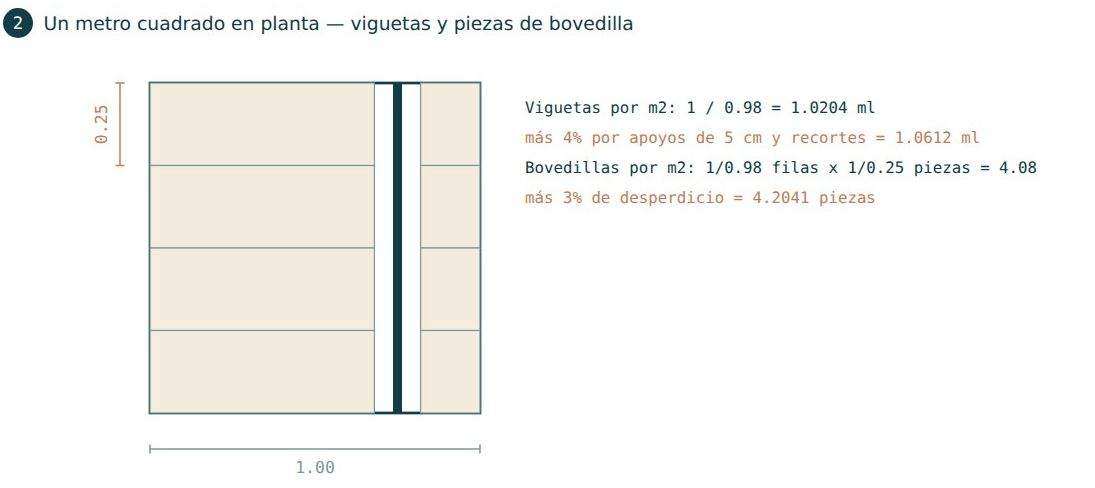 2 Un metro cuadrado en planta — viguetas y piezas de bovedilla
0.25
Viguetas por m2: 1 / 0.98 = 1.0204 ml
más 4% por apoyos de 5 cm y recortes = 1.0612 ml
Bovedillas por m2: 1/0.98 filas x 1/0.25 piezas = 4.08
más 3% de desperdicio = 4.2041 piezas
1.00